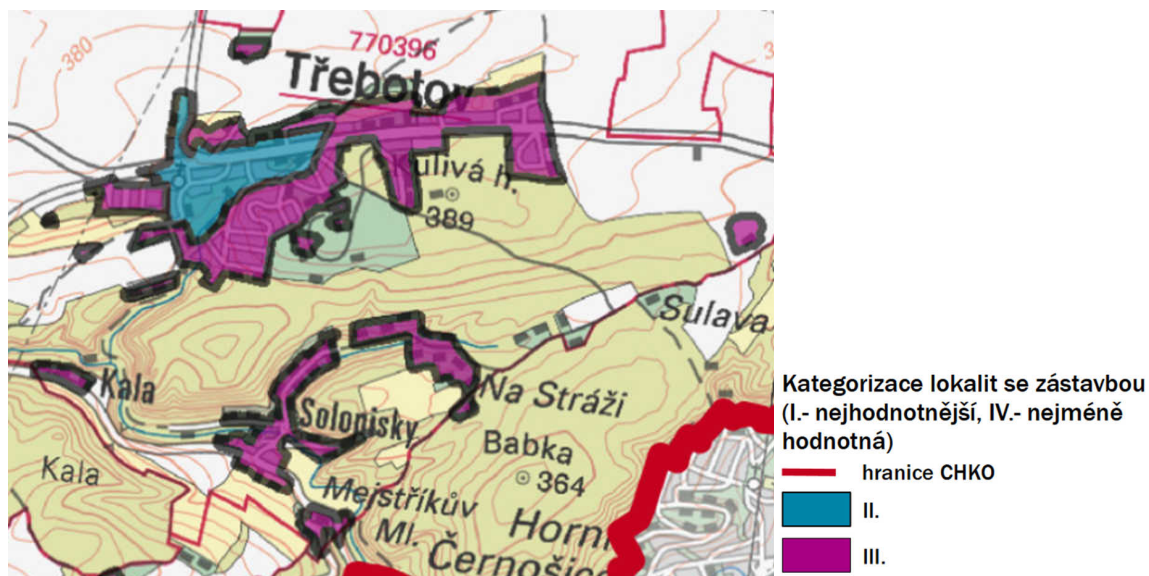 770396
380
Třebotov
Kulivá h.
389
Suľava
Kala
Na Stráži
Solopisky
Babka
Kala
364
Mejstříkův
Ml.
Horní
Černošice
Kategorizace lokalit se zástavbou
(I.- nejhodnotnější, IV.- nejméně
hodnotná)
hranice CHKO
II.
III.